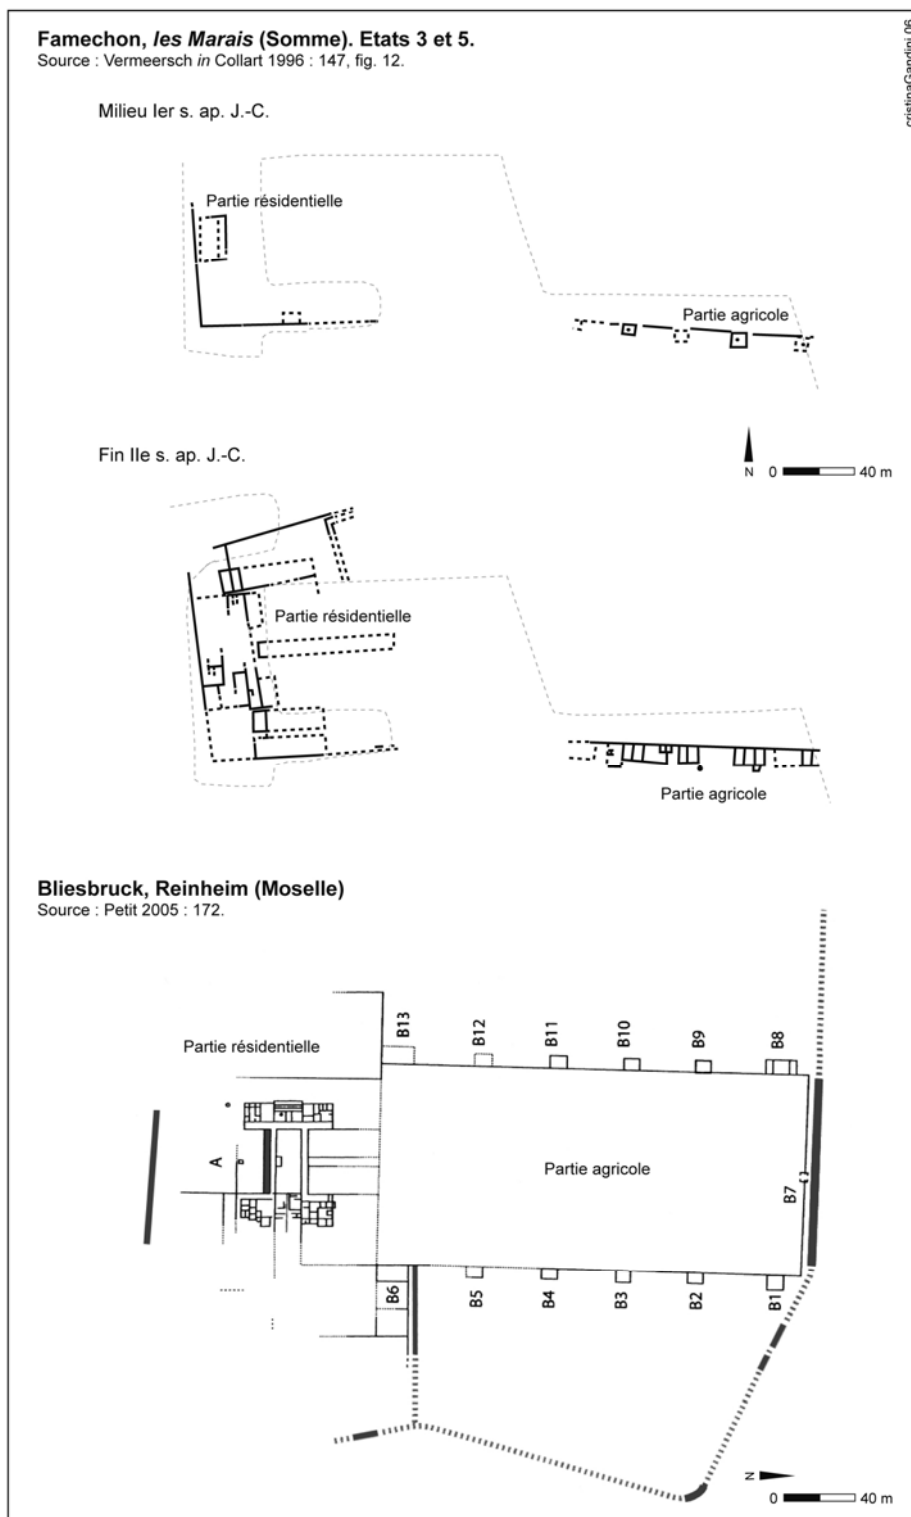 Famechon, les Marais (Somme). Etats 3 et 5.
Source : Vermeersch in Collart 1996 : 147, fig. 12.
cristinaGandini 06
Milieu Ier s. ap. J.-C.
Partie résidentielle
Partie agricole
N
0 40 m
Fin IIe s. ap. J.-C.
Partie résidentielle
Partie agricole
Bliesbruck, Reinheim (Moselle)
Source : Petit 2005 : 172.
Partie résidentielle
B13
B12
B11
B10
B9
B8
A
Partie agricole
B7
B6
B5
B4
B3
B2
B1
N
0 40 m